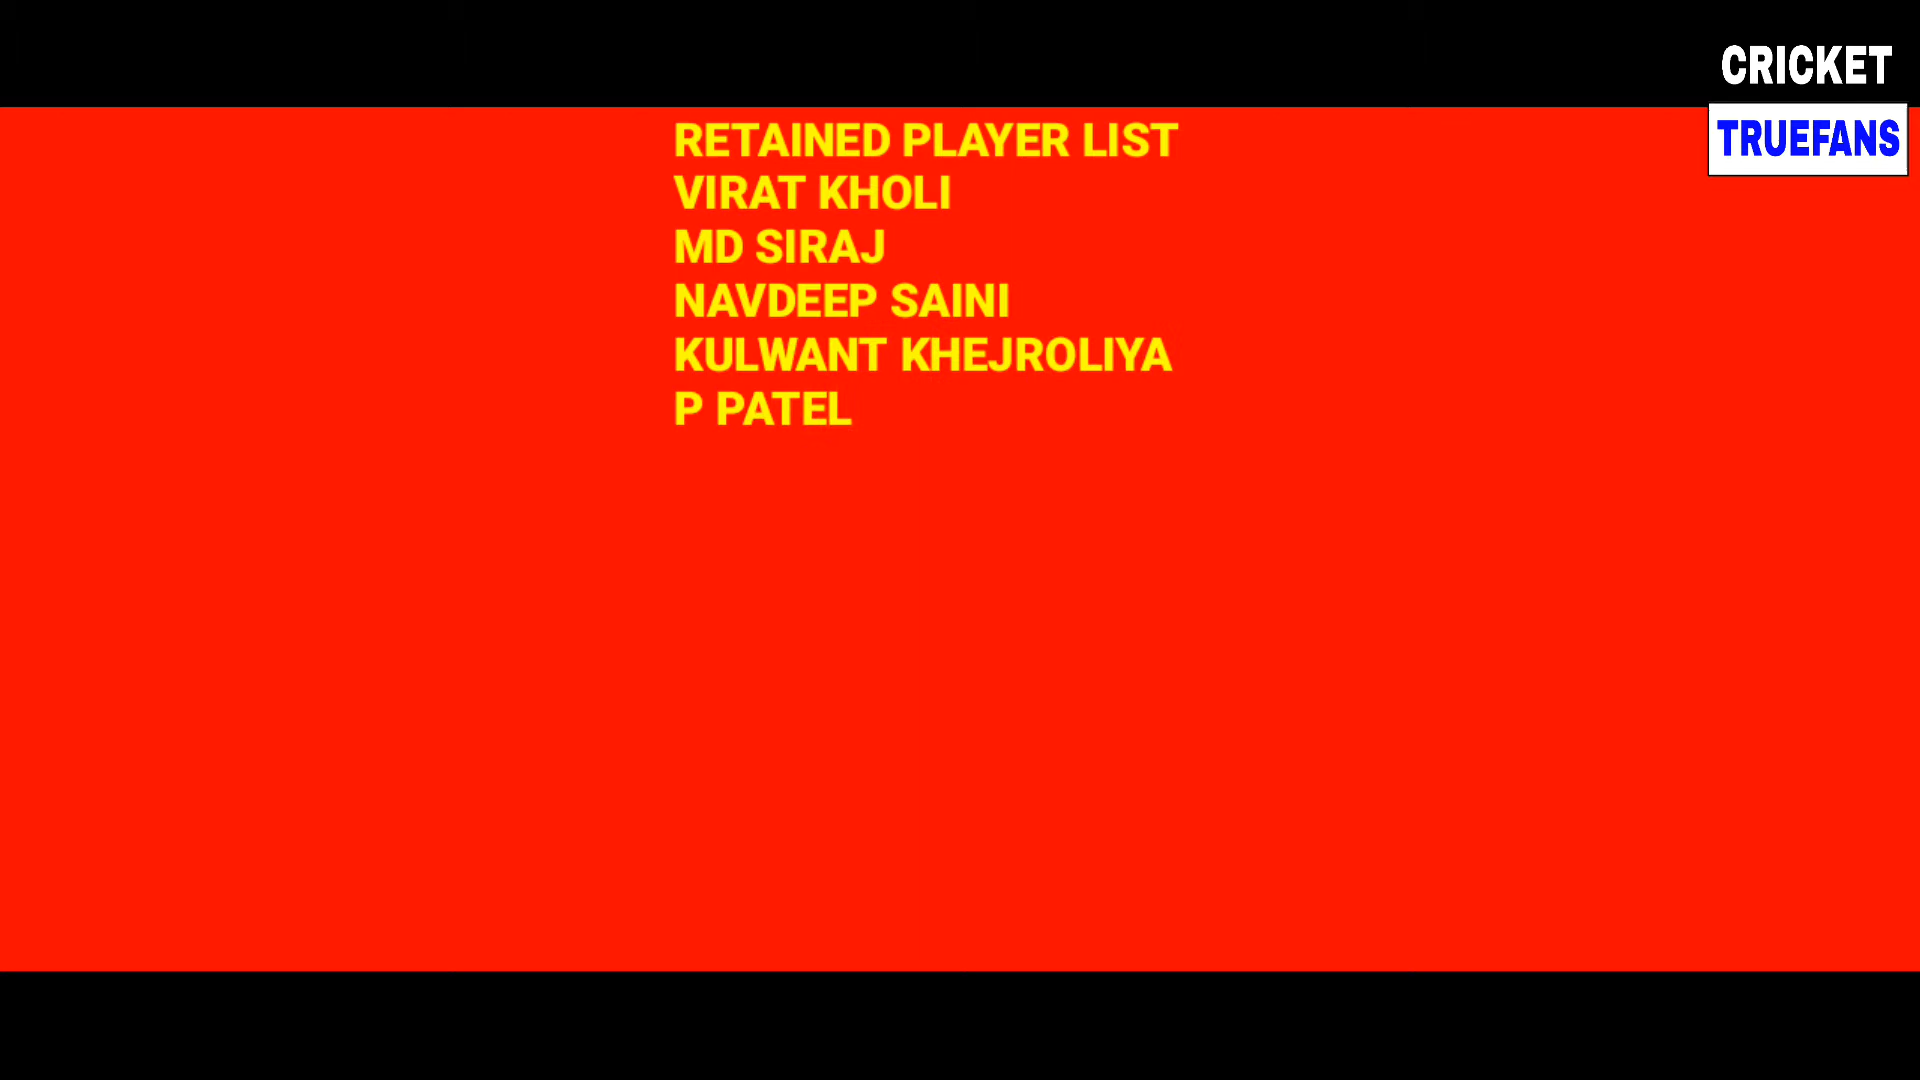 CRICKET
TRUEFANS
RETAINED PLAYER LIST
VIRAT KHOLI
MD SIRAJ
NAVDEEP SAINI
KULWANT KHEJROLIYA
P PATEL